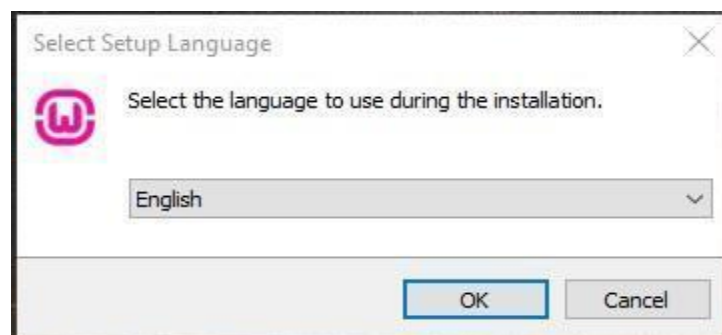 Select Setup Language
Select the language to use during the installation.
English
OK
Cancel